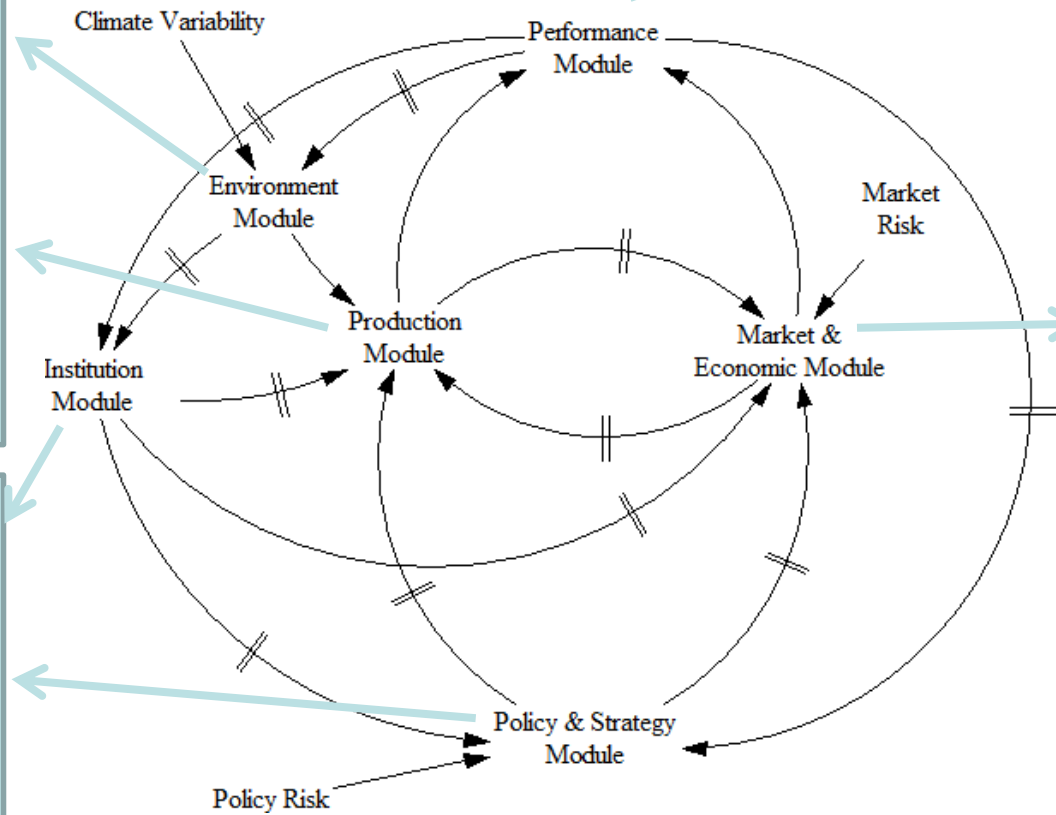 Climate Variability
Performance
Module
Environment
Module
Market
Risk
Production
Module
Market &
Economic Module
Institution
Module
Policy & Strategy
Module
Policy Risk